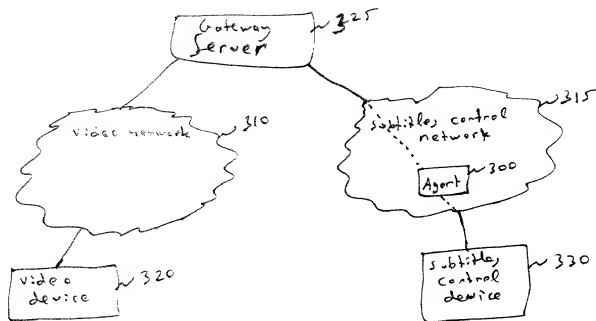 Gateway
Server
325
video network
310
subtitles control
network
315
Agent
300
video
device
320
subtitles
control
device
330